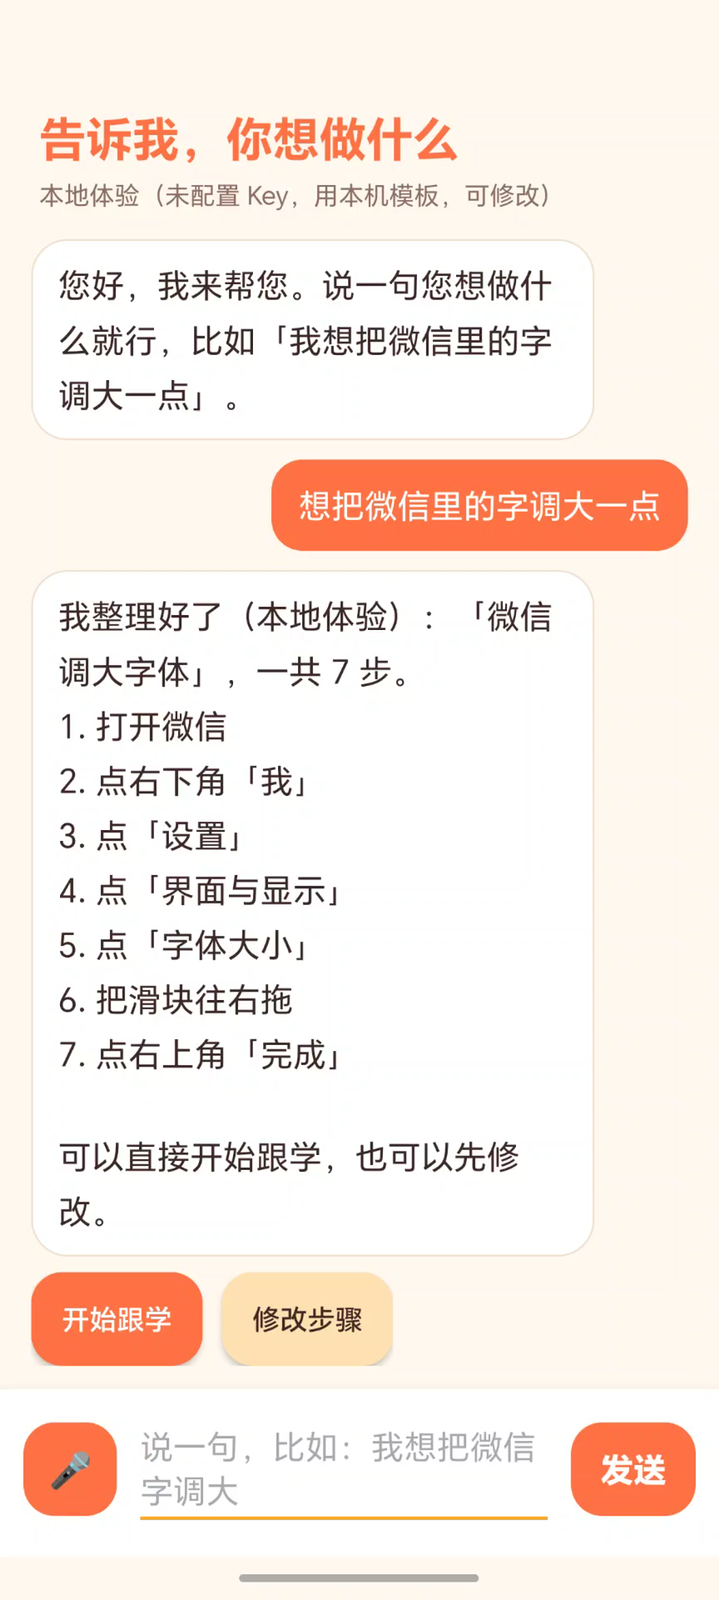 告诉我，你想做什么
本地体验（未配置 Key，用本机模板，可修改）
您好，我来帮您。说一句您想做什
么就行，比如「我想把微信里的字
调大一点」。
想把微信里的字调大一点
我整理好了（本地体验）：「微信
调大字体」，一共 7 步。
1. 打开微信
2. 点右下角「我」
3. 点「设置」
4. 点「界面与显示」
5. 点「字体大小」
6. 把滑块往右拖
7. 点右上角「完成」
可以直接开始跟学，也可以先修
改。
开始跟学
修改步骤
说一句，比如：我想把微信
字调大
发送